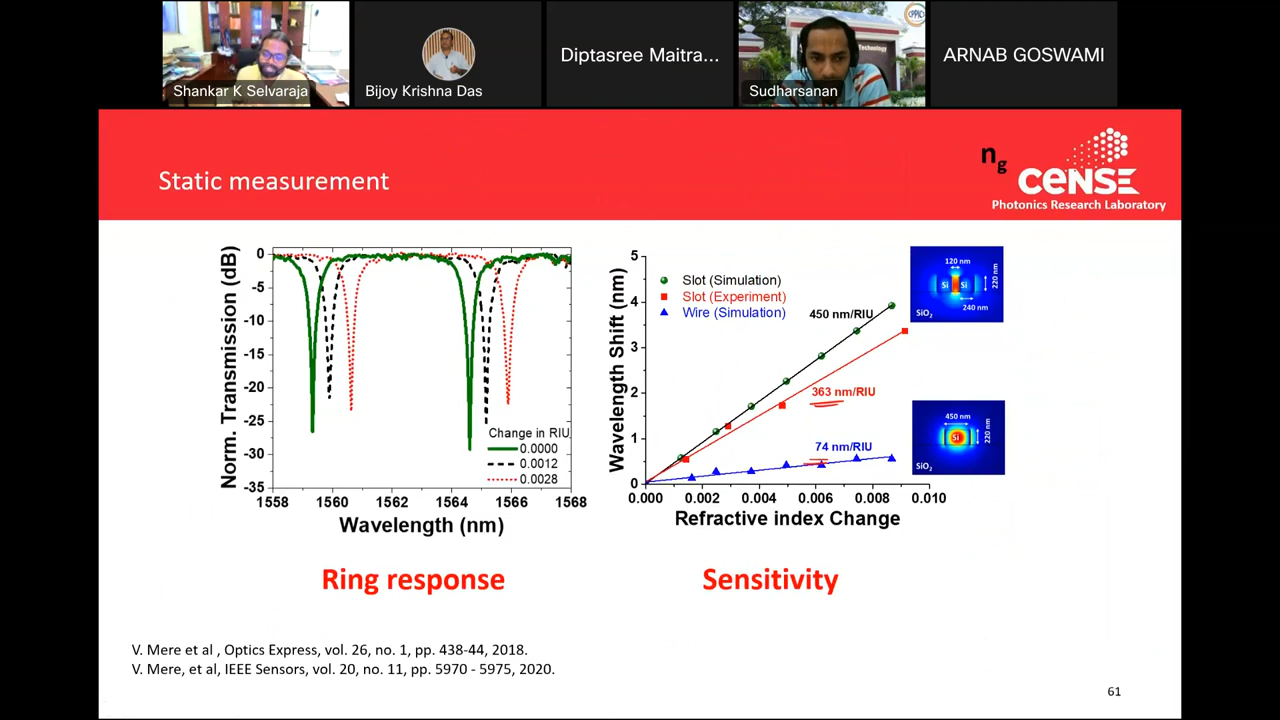 Shankar K Selvaraja
Bijoy Krishna Das
Diptasree Maitra...
Technology
Sudharsanan
ARNAB GOSWAMI
Static measurement
ng
CENSE
Photonics Research Laboratory
Norm. Transmission (dB)
0
-5
-10
-15
-20
-25
-30
-35
Change in RIU
0.0000
0.0012
0.0028
1558 1560 1562 1564 1566 1568
Wavelength (nm)
Ring response
Wavelength Shift (nm)
5
4
3
2
1
0
Slot (Simulation)
Slot (Experiment)
Wire (Simulation)
450 nm/RIU
363 nm/RIU
74 nm/RIU
0.000 0.002 0.004 0.006 0.008 0.010
Refractive index Change
Sensitivity
120 nm
Si Si
220 nm
240 nm
SiO2
450 nm
Si
220 nm
SiO2
V. Mere et al , Optics Express, vol. 26, no. 1, pp. 438-44, 2018.
V. Mere, et al, IEEE Sensors, vol. 20, no. 11, pp. 5970 - 5975, 2020.
61